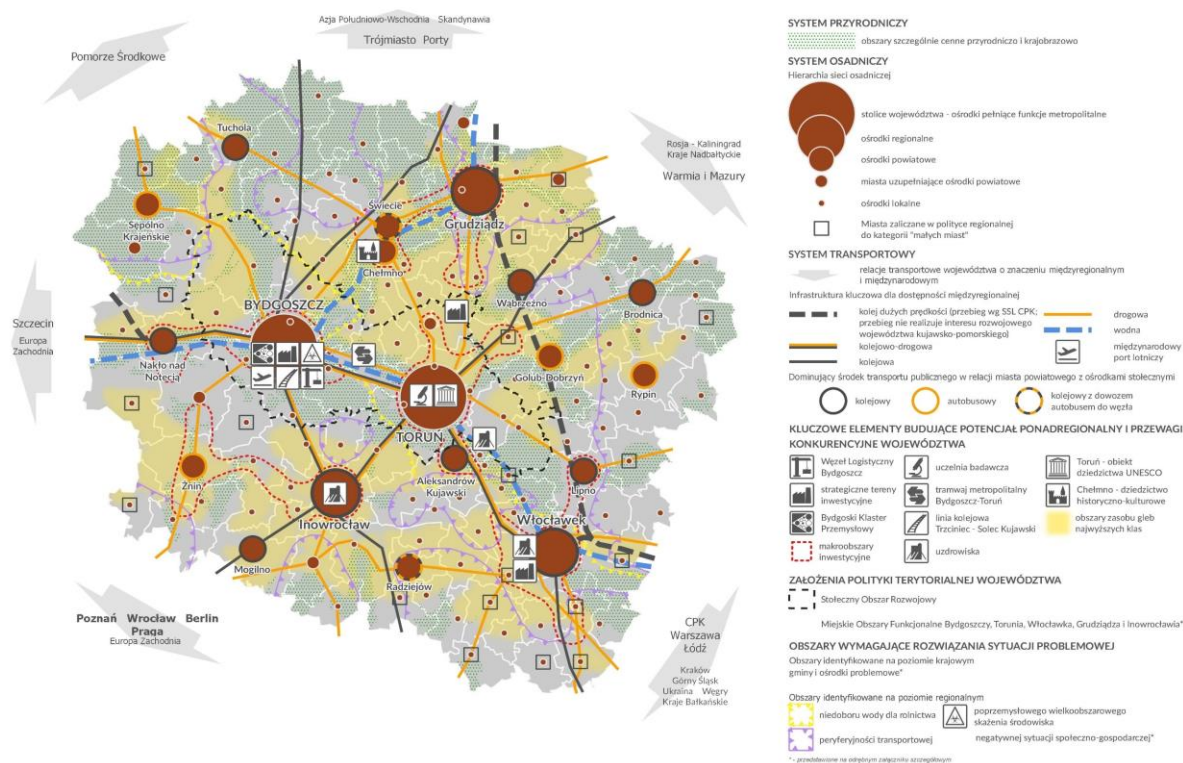 Azja Południowo-Wschodnia Skandynawia
Trójmiasto Porty
Pomorze Środkowe
Rosja - Kaliningrad
Kraje Nadbałtyckie
Warmia i Mazury
Szczecin
Europa
Zachodnia
Poznań Wrocław Berlin
Praga
Europa Zachodnia
CPK
Warszawa
Łódź
Kraków
Górny Śląsk
Ukraina Węgry
Kraje Bałkańskie
Tuchola
Sępólno
Krajeńskie
Świecie
Grudziądz
Chełmno
BYDGOSZCZ
Wąbrzeźno
Brodnica
Nakło nad
Notecią
Golub Dobrzyń
Rypin
TORUŃ
Żnin
Aleksandrów
Kujawski
Lipno
Inowrocław
Włocławek
Mogilno
Radziejów
SYSTEM PRZYRODNICZY
obszary szczególnie cenne przyrodniczo i krajobrazowo
SYSTEM OSADNICZY
Hierarchia sieci osadniczej
stolice województwa - ośrodki pełniące funkcje metropolitalne
ośrodki regionalne
ośrodki powiatowe
miasta uzupełniające ośrodki powiatowe
ośrodki lokalne
Miasta zaliczane w polityce regionalnej
do kategorii "małych miast"
SYSTEM TRANSPORTOWY
relacje transportowe województwa o znaczeniu międzyregionalnym
i międzynarodowym
Infrastruktura kluczowa dla dostępności międzyregionalnej
kolej dużych prędkości (przebieg wg SSL CPK;
przebieg nie realizuje interesu rozwojowego
województwa kujawsko-pomorskiego)
kolejowo-drogowa
kolejowa
drogowa
wodna
międzynarodowy
port lotniczy
Dominujący środek transportu publicznego w relacji miasta powiatowego z ośrodkami stołecznymi
kolejowy
autobusowy
kolejowy z dowozem
autobusem do węzła
KLUCZOWE ELEMENTY BUDUJĄCE POTENCJAŁ PONADREGIONALNY I PRZEWAGI
KONKURENCYJNE WOJEWÓDZTWA
Węzeł Logistyczny
Bydgoszcz
uczelnia badawcza
Toruń - obiekt
dziedzictwa UNESCO
strategiczne tereny
inwestycyjne
tramwaj metropolitalny
Bydgoszcz-Toruń
Chełmno - dziedzictwo
historyczno-kulturowe
Bydgoski Klaster
Przemysłowy
linia kolejowa
Trzciniec - Solec Kujawski
obszary zasobu gleb
najwyższych klas
makroobszary
inwestycyjne
uzdrowiska
ZAŁOŻENIA POLITYKI TERYTORIALNEJ WOJEWÓDZTWA
Stołeczny Obszar Rozwojowy
Miejskie Obszary Funkcjonalne Bydgoszczy, Torunia, Włocławka, Grudziądza i Inowrocławia*
OBSZARY WYMAGAJĄCE ROZWIĄZANIA SYTUACJI PROBLEMOWEJ
Obszary identyfikowane na poziomie krajowym
gminy i ośrodki problemowe*
Obszary identyfikowane na poziomie regionalnym
niedoboru wody dla rolnictwa
poprzemysłowego wielkoobszarowego
skażenia środowiska
peryferyjności transportowej
negatywnej sytuacji społeczno-gospodarczej*
* - przedstawione na odrębnym załączniku szczegółowym